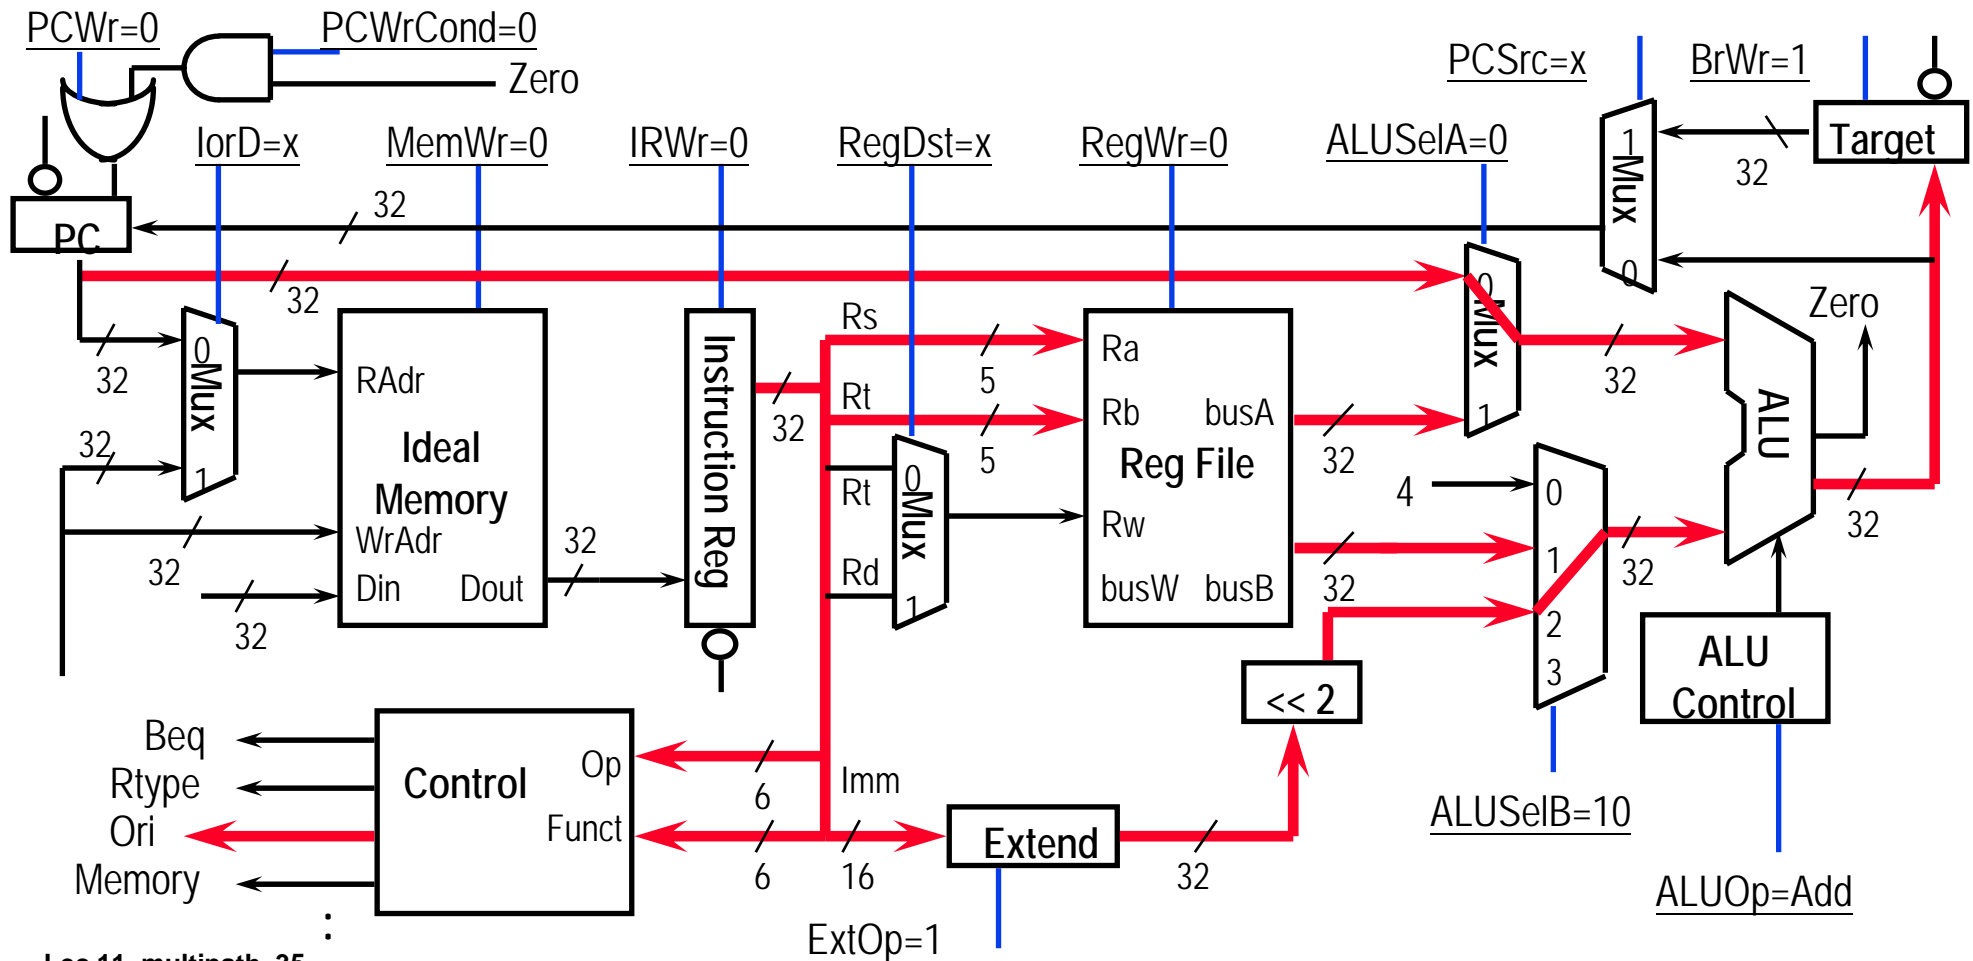 PCWr=0
PCWrCond=0
Zero
PCSrc=x
BrWr=1
IorD=x
MemWr=0
IRWr=0
RegDst=x
RegWr=0
ALUSelA=0
1
Mux
0
32
Target
PC
32
32
32
0
Mux
1
32
32
32
RAdr
Ideal
Memory
WrAdr
Din
Dout
32
Instruction Reg
32
Rs
5
Rt
5
Rt
Rd
0
Mux
1
Ra
Rb
busA
Reg File
Rw
busW
busB
32
32
0
Mux
1
32
4
0
1
2
3
32
ALU
Zero
32
<< 2
ALU
Control
Beq
Rtype
Ori
Memory
:
Control
Op
Funct
6
6
Imm
16
Extend
32
ExtOp=1
ALUSelB=10
ALUOp=Add
Lec 11 multipath 35